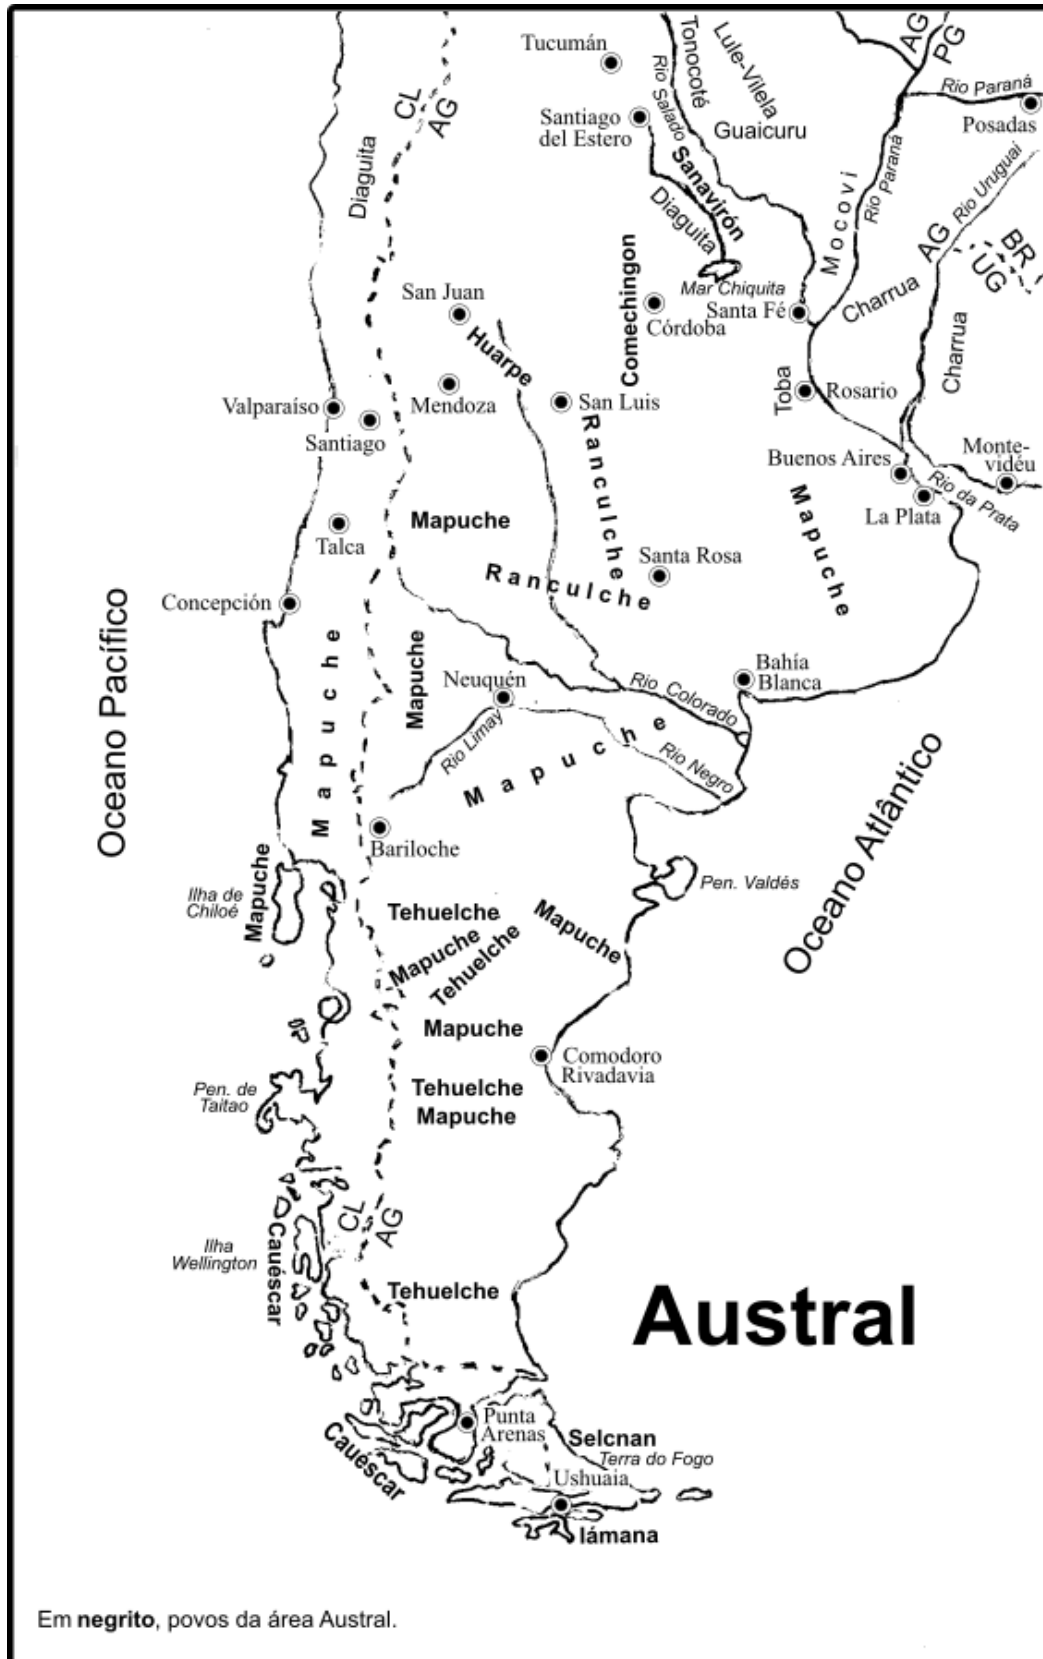 Tucumán
Tonocoté
Lule-Vilela
AG
PG
Rio Paraná
Posadas
CL
AG
Santiago
del Estero
Rio Salado
Guaicuru
Diaguita
Sanavirón
Diaguita
Mocovi
Rio Paraná
Rio Uruguai
AG
BR
UG
Comechingon
Mar Chiquita
San Juan
Córdoba
Santa Fé
Charrua
Charrua
Huarpe
Valparaíso
Mendoza
San Luis
Toba
Rosario
Santiago
Ranculche
Buenos Aires
Monte-
vidéu
Rio da Prata
La Plata
Mapuche
Mapuche
Talca
Santa Rosa
Ranculche
Concepción
Oceano Pacífico
Mapuche
Mapuche
Neuquén
Bahía
Blanca
Rio Colorado
Rio Limay
Mapuche
Rio Negro
Oceano Atlântico
Bariloche
Ilha de
Chiloé
Mapuche
Pen. Valdés
Tehuelche
Mapuche
Tehuelche
Mapuche
Mapuche
Comodoro
Rivadavia
Pen. de
Taitao
Tehuelche
Mapuche
CL
AG
Ilha
Wellington
Cauéscar
Tehuelche
Austral
Punta
Arenas
Cauéscar
Selcnan
Terra do Fogo
Ushuaia
Iámana
Em negrito, povos da área Austral.